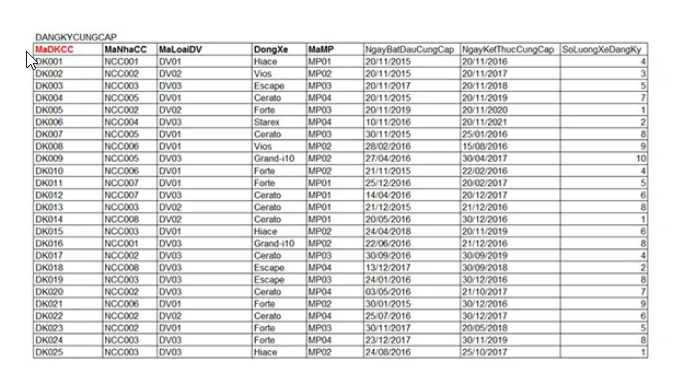 DANGKYCUNGCAP
MaDKCC MaNhaCC MaLoaiDV DongXe MaMP NgayBatDauCungCap NgayKetThucCungCap SoLuongXeDangKy
DK001 NCC001 DV01 Hiace MP01 20/11/2015 20/11/2016 4
DK002 NCC002 DV02 Vios MP02 20/11/2015 20/11/2017 3
DK003 NCC003 DV03 Escape MP03 20/11/2017 20/11/2018 5
DK004 NCC005 DV01 Cerato MP04 20/11/2015 20/11/2019 7
DK005 NCC002 DV02 Forte MP03 20/11/2019 20/11/2020 1
DK006 NCC004 DV03 Starex MP04 10/11/2016 20/11/2021 2
DK007 NCC005 DV01 Cerato MP03 30/11/2015 25/01/2016 8
DK008 NCC006 DV01 Vios MP02 28/02/2016 15/08/2016 9
DK009 NCC005 DV03 Grand-i10 MP02 27/04/2016 30/04/2017 10
DK010 NCC006 DV01 Forte MP02 21/11/2015 22/02/2016 4
DK011 NCC007 DV01 Forte MP01 25/12/2016 20/02/2017 5
DK012 NCC007 DV03 Cerato MP01 14/04/2016 20/12/2017 6
DK013 NCC003 DV02 Cerato MP01 21/12/2015 21/12/2016 8
DK014 NCC008 DV02 Cerato MP01 20/05/2016 30/12/2016 1
DK015 NCC003 DV01 Hiace MP02 24/04/2018 20/11/2019 6
DK016 NCC001 DV03 Grand-i10 MP02 22/06/2016 21/12/2016 8
DK017 NCC002 DV03 Cerato MP03 30/09/2016 30/09/2019 4
DK018 NCC008 DV03 Escape MP04 13/12/2017 30/09/2018 2
DK019 NCC003 DV03 Escape MP03 24/01/2016 30/12/2016 8
DK020 NCC002 DV03 Cerato MP04 03/05/2016 21/10/2017 7
DK021 NCC006 DV01 Forte MP02 30/01/2015 30/12/2016 9
DK022 NCC002 DV02 Cerato MP04 25/07/2016 30/12/2017 6
DK023 NCC002 DV01 Forte MP03 30/11/2017 20/05/2018 5
DK024 NCC003 DV03 Forte MP04 23/12/2017 30/11/2019 8
DK025 NCC003 DV03 Hiace MP02 24/08/2016 25/10/2017 1